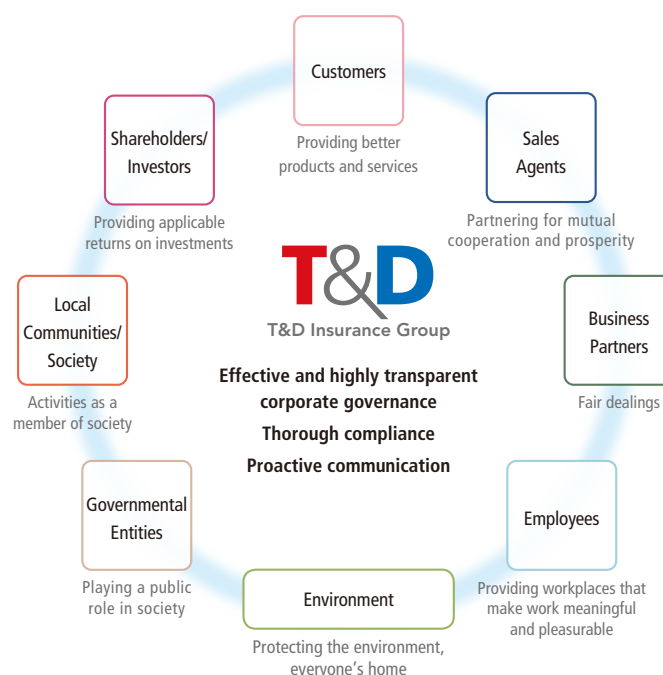 Customers
Providing better
products and services
Sales
Agents
Partnering for mutual
cooperation and prosperity
Business
Partners
Fair dealings
Employees
Providing workplaces that
make work meaningful
and pleasurable
Environment
Protecting the environment,
everyone’s home
Governmental
Entities
Playing a public
role in society
Local
Communities/
Society
Activities as a
member of society
Shareholders/
Investors
Providing applicable
returns on investments
T&D
T&D Insurance Group
Effective and highly transparent
corporate governance
Thorough compliance
Proactive communication